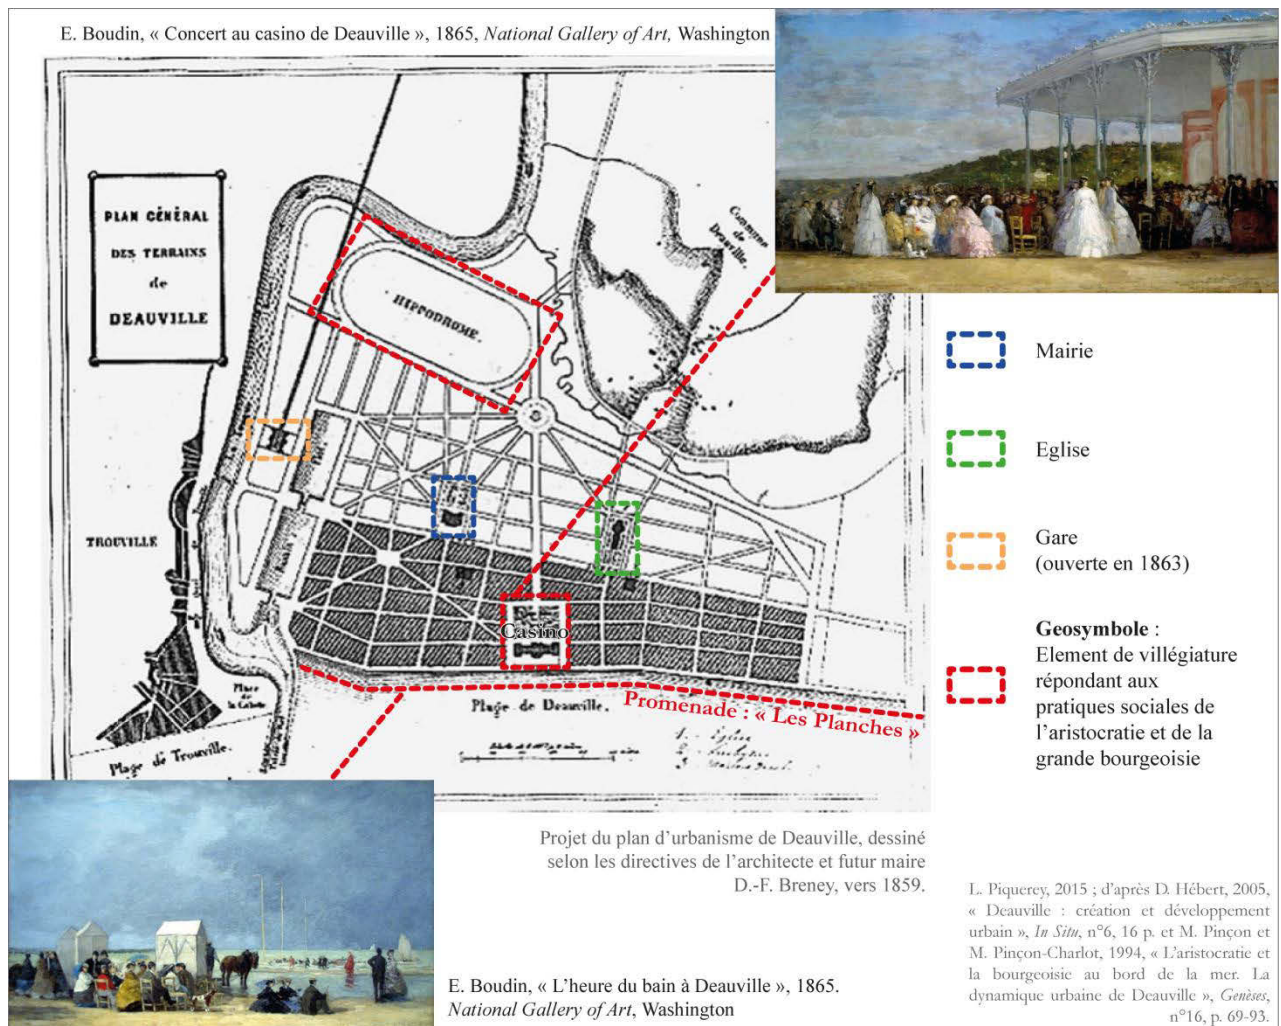 E. Boudin, « Concert au casino de Deauville », 1865, National Gallery of Art, Washington
PLAN GÉNÉRAL
DES TERRAINS
de
DEAUVILLE
Commune
de
Deauville.
HIPPODROME.
TROUVILLE
Casino
Place
de
la Cahotte
Plage de Trouville.
Plage de Deauville.
Promenade : « Les Planches »
1. - Église
Mairie
Eglise
Gare
(ouverte en 1863)
Geosymbole :
Element de villégiature
répondant aux
pratiques sociales de
l’aristocratie et de la
grande bourgeoisie
Projet du plan d’urbanisme de Deauville, dessiné
selon les directives de l’architecte et futur maire
D.-F. Breney, vers 1859.
E. Boudin, « L’heure du bain à Deauville », 1865.
National Gallery of Art, Washington
L. Piquerey, 2015 ; d’après D. Hébert, 2005,
« Deauville : création et développement
urbain », In Situ, n°6, 16 p. et M. Pinçon et
M. Pinçon-Charlot, 1994, « L’aristocratie et
la bourgeoisie au bord de la mer. La
dynamique urbaine de Deauville », Genèses,
n°16, p. 69-93.